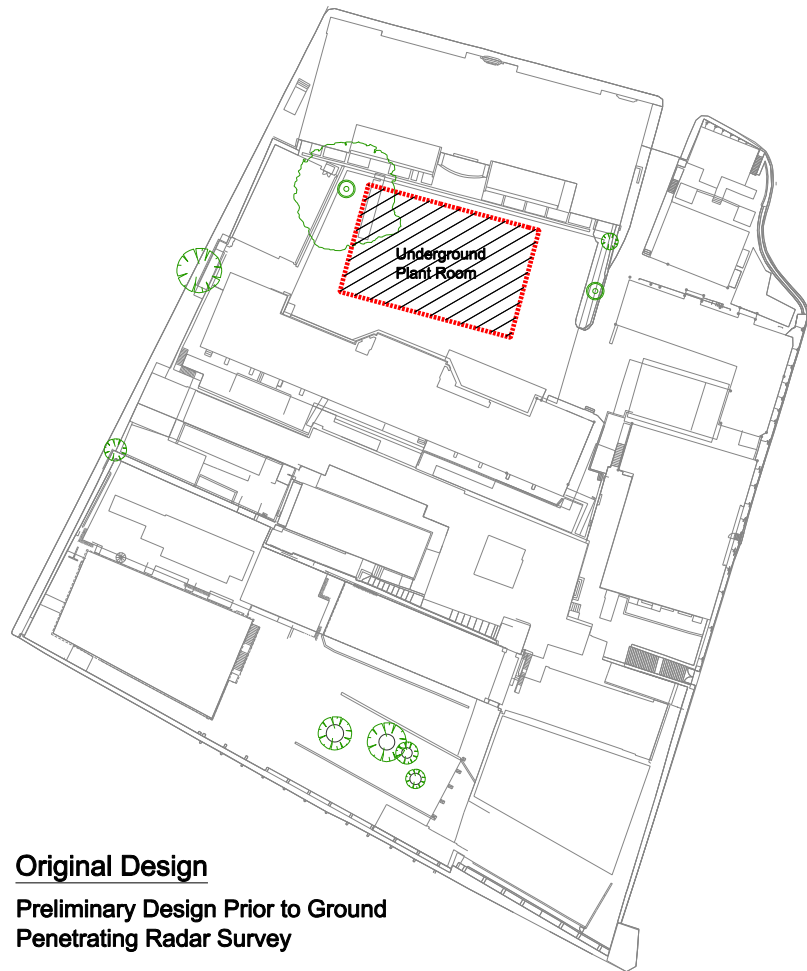 Underground
Plant Room
Original Design
Preliminary Design Prior to Ground
Penetrating Radar Survey